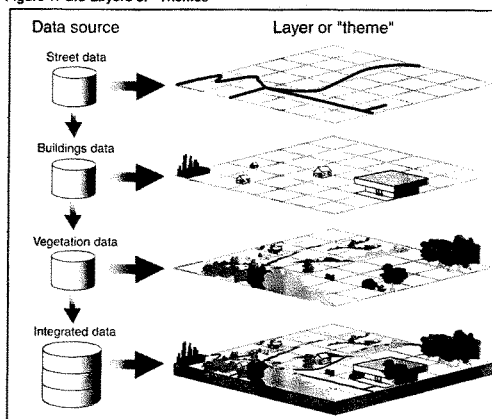 Data source
Layer or "theme"
Street data
Buildings data
Vegetation data
Integrated data